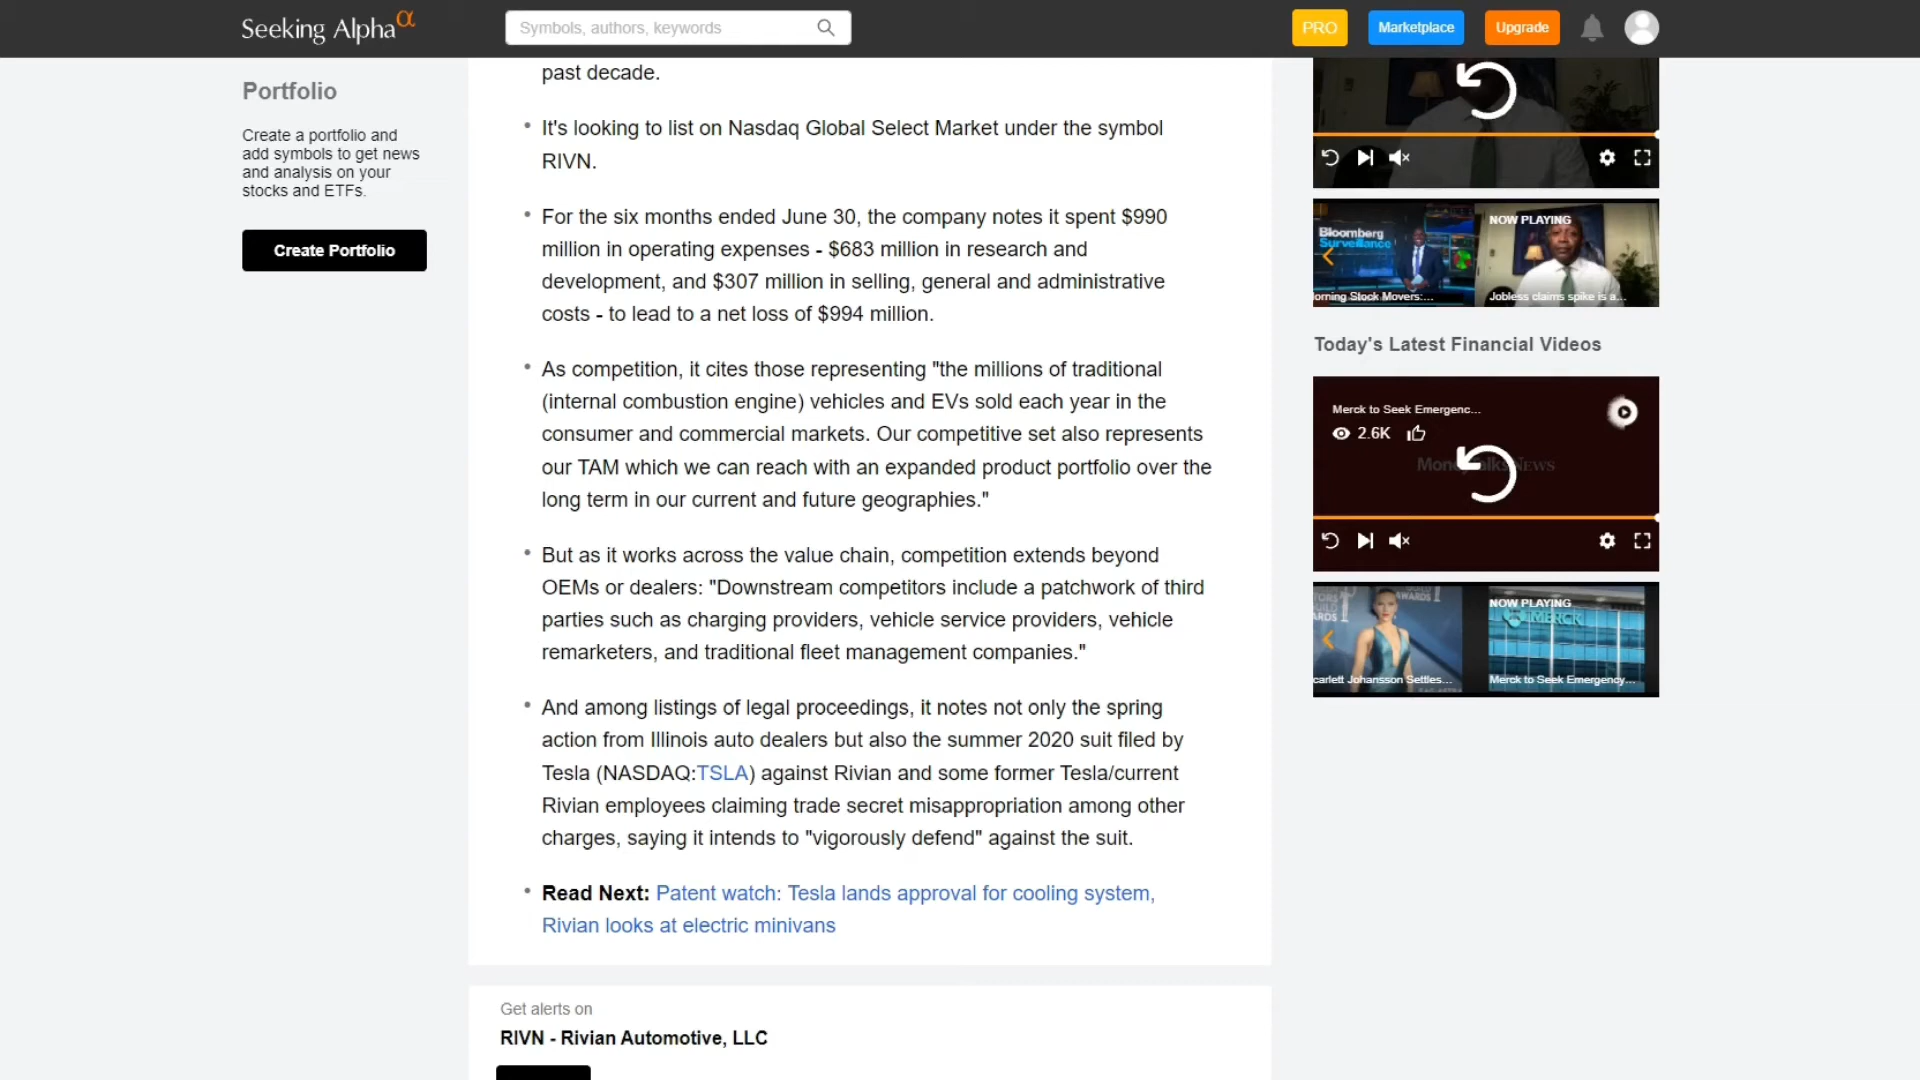 Seeking Alpha α
Symbols, authors, keywords
PRO
Marketplace
Upgrade
Portfolio
Create a portfolio and
add symbols to get news
and analysis on your
stocks and ETFs.
Create Portfolio
past decade.
• It's looking to list on Nasdaq Global Select Market under the symbol
RIVN.
• For the six months ended June 30, the company notes it spent $990
million in operating expenses - $683 million in research and
development, and $307 million in selling, general and administrative
costs - to lead to a net loss of $994 million.
• As competition, it cites those representing "the millions of traditional
(internal combustion engine) vehicles and EVs sold each year in the
consumer and commercial markets. Our competitive set also represents
our TAM which we can reach with an expanded product portfolio over the
long term in our current and future geographies."
• But as it works across the value chain, competition extends beyond
OEMs or dealers: "Downstream competitors include a patchwork of third
parties such as charging providers, vehicle service providers, vehicle
remarketers, and traditional fleet management companies."
• And among listings of legal proceedings, it notes not only the spring
action from Illinois auto dealers but also the summer 2020 suit filed by
Tesla (NASDAQ:TSLA) against Rivian and some former Tesla/current
Rivian employees claiming trade secret misappropriation among other
charges, saying it intends to "vigorously defend" against the suit.
• Read Next: Patent watch: Tesla lands approval for cooling system,
Rivian looks at electric minivans
Get alerts on
RIVN - Rivian Automotive, LLC
Bloomberg
Surveillance
orning Stock Movers:...
NOW PLAYING
Jobless claims spike is a...
Today's Latest Financial Videos
Merck to Seek Emergenc...
2.6K
NEWS
AWARDS
carlett Johansson Settles...
NOW PLAYING
MERCK
Merck to Seek Emergency...